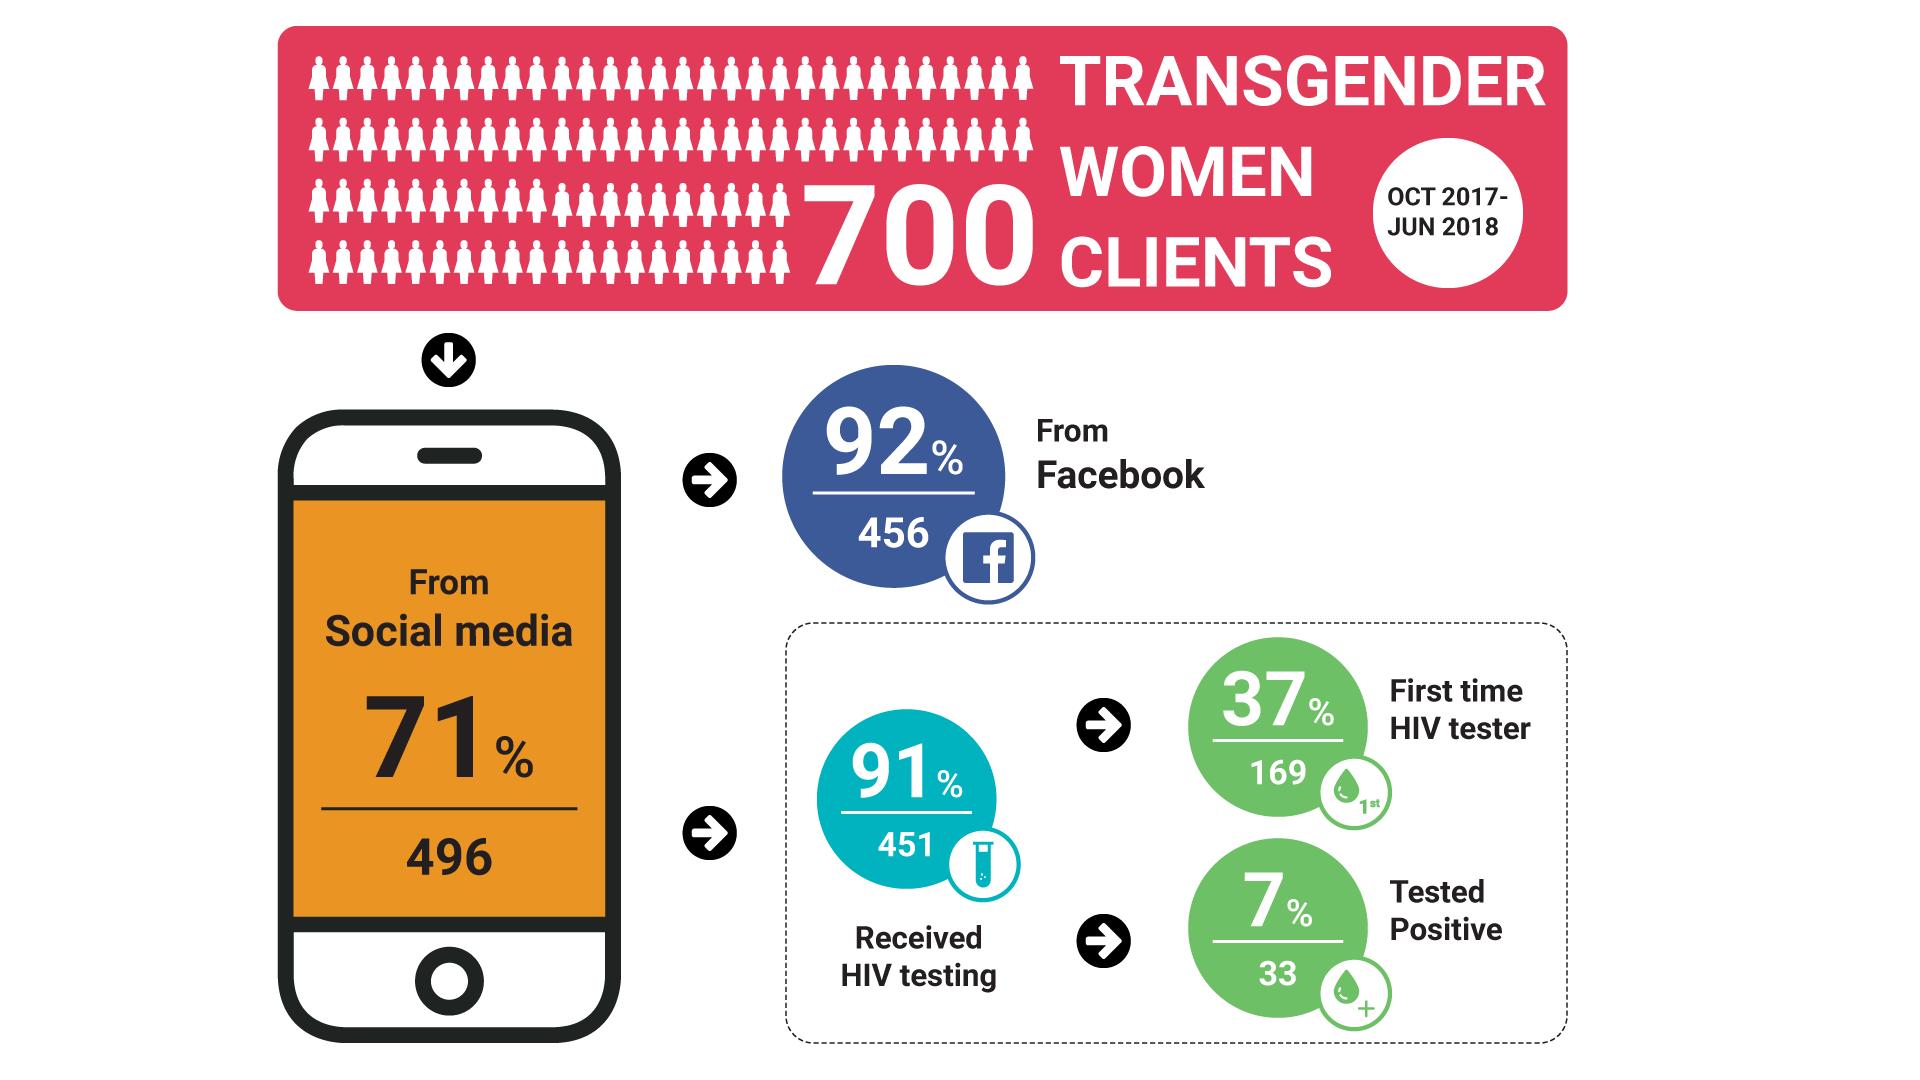 TRANSGENDER
WOMEN
700 CLIENTS
OCT 2017-
JUN 2018
From
Social media
71%
496
92%
456
From
Facebook
91%
451
Received
HIV testing
37%
169
1st
First time
HIV tester
7%
33
Tested
Positive